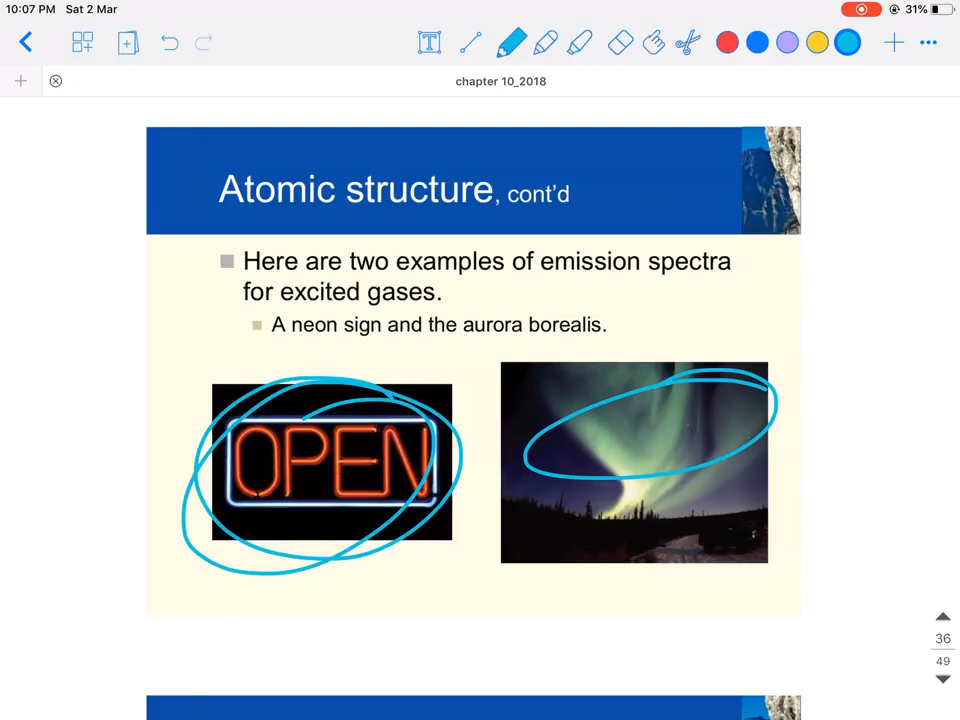 10:07 PM Sat 2 Mar
31%
chapter 10_2018
Atomic structure, cont'd
Here are two examples of emission spectra
for excited gases.
A neon sign and the aurora borealis.
OPEN
36
49